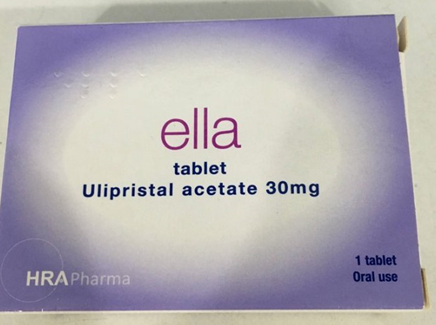 ella
tablet
Ulipristal acetate 30mg
1 tablet
Oral use
HRA Pharma